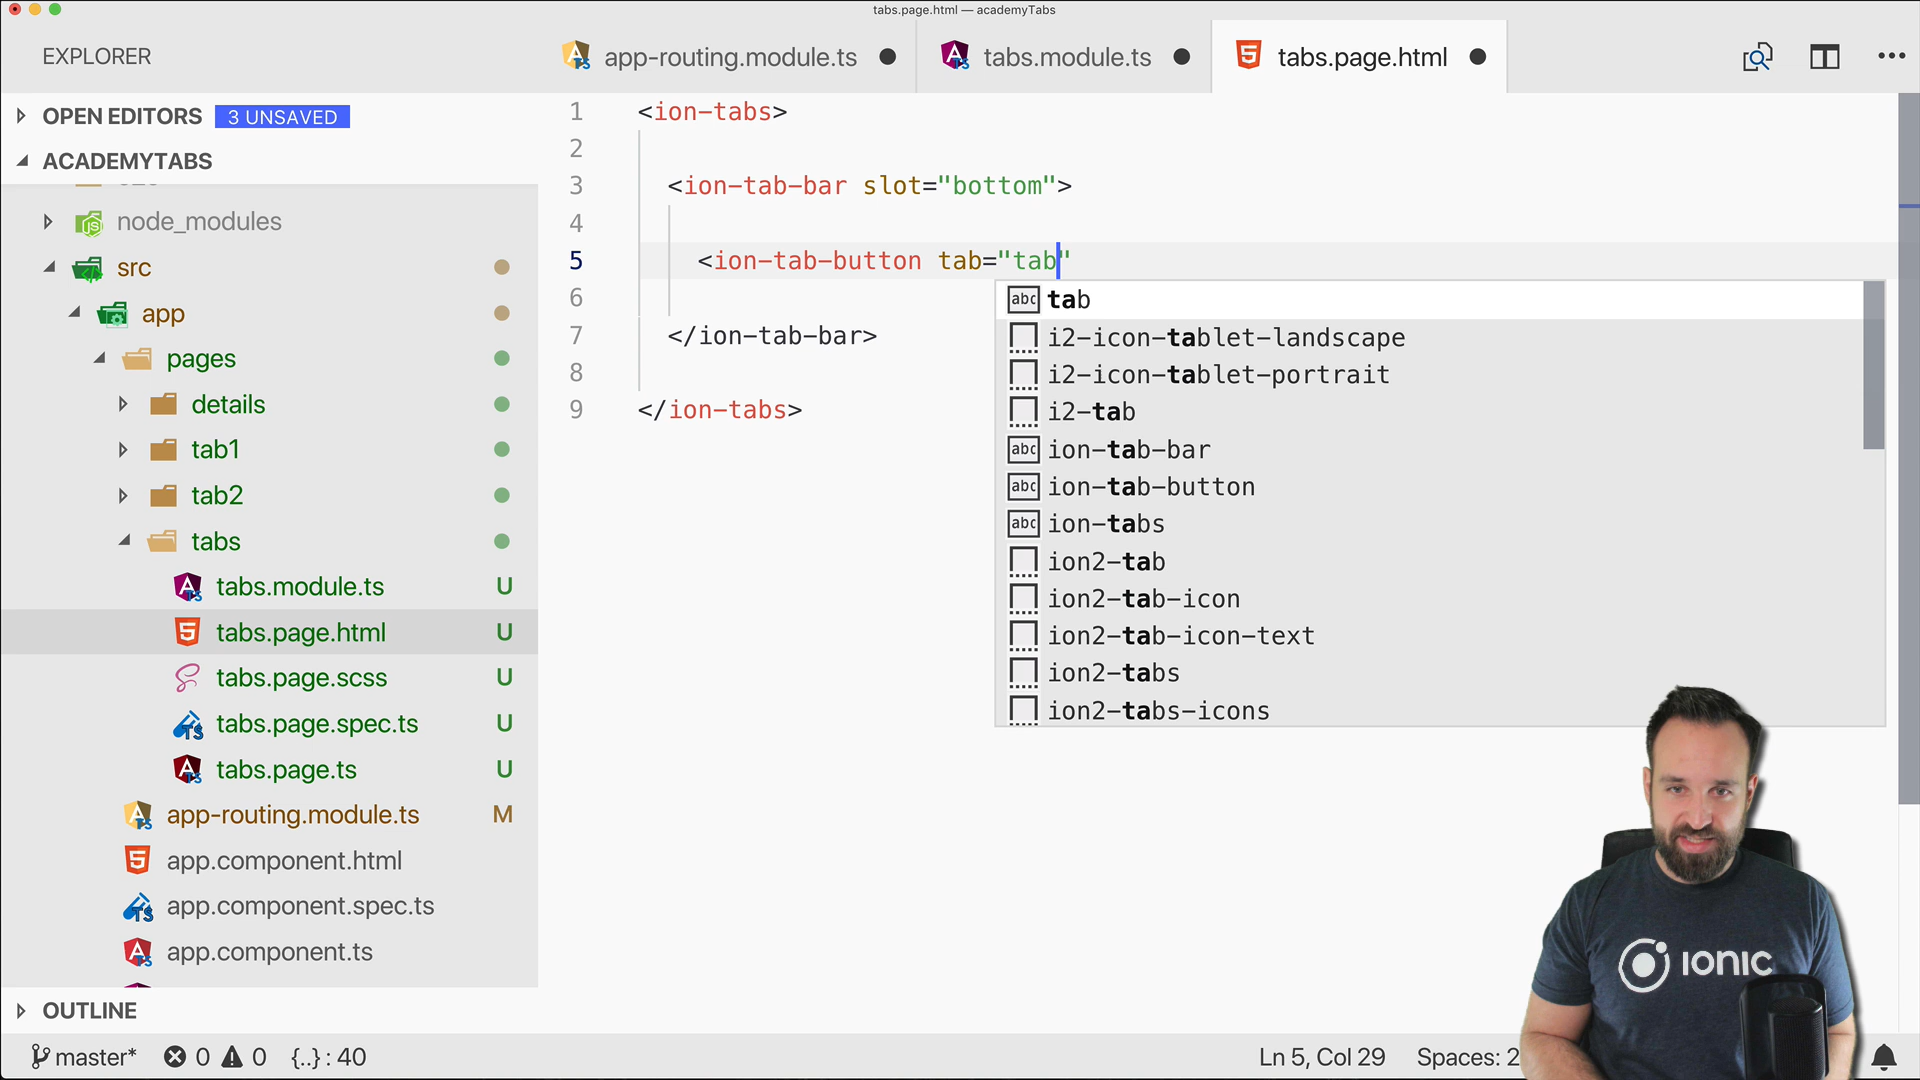 tabs.page.html — academyTabs
EXPLORER
app-routing.module.ts
tabs.module.ts
tabs.page.html
OPEN EDITORS 3 UNSAVED
ACADEMYTABS
node_modules
src
app
pages
details
tab1
tab2
tabs
tabs.module.ts U
tabs.page.html U
tabs.page.scss U
tabs.page.spec.ts U
tabs.page.ts U
app-routing.module.ts M
app.component.html
app.component.spec.ts
app.component.ts
OUTLINE
1 <ion-tabs>
2
3 <ion-tab-bar slot="bottom">
4
5 <ion-tab-button tab="tab"
6
7 </ion-tab-bar>
8
9 </ion-tabs>
abc tab
i2-icon-tablet-landscape
i2-icon-tablet-portrait
i2-tab
abc ion-tab-bar
abc ion-tab-button
abc ion-tabs
ion2-tab
ion2-tab-icon
ion2-tab-icon-text
ion2-tabs
ion2-tabs-icons
IONIC
master* 0 0 {..} : 40
Ln 5, Col 29 Spaces: 2